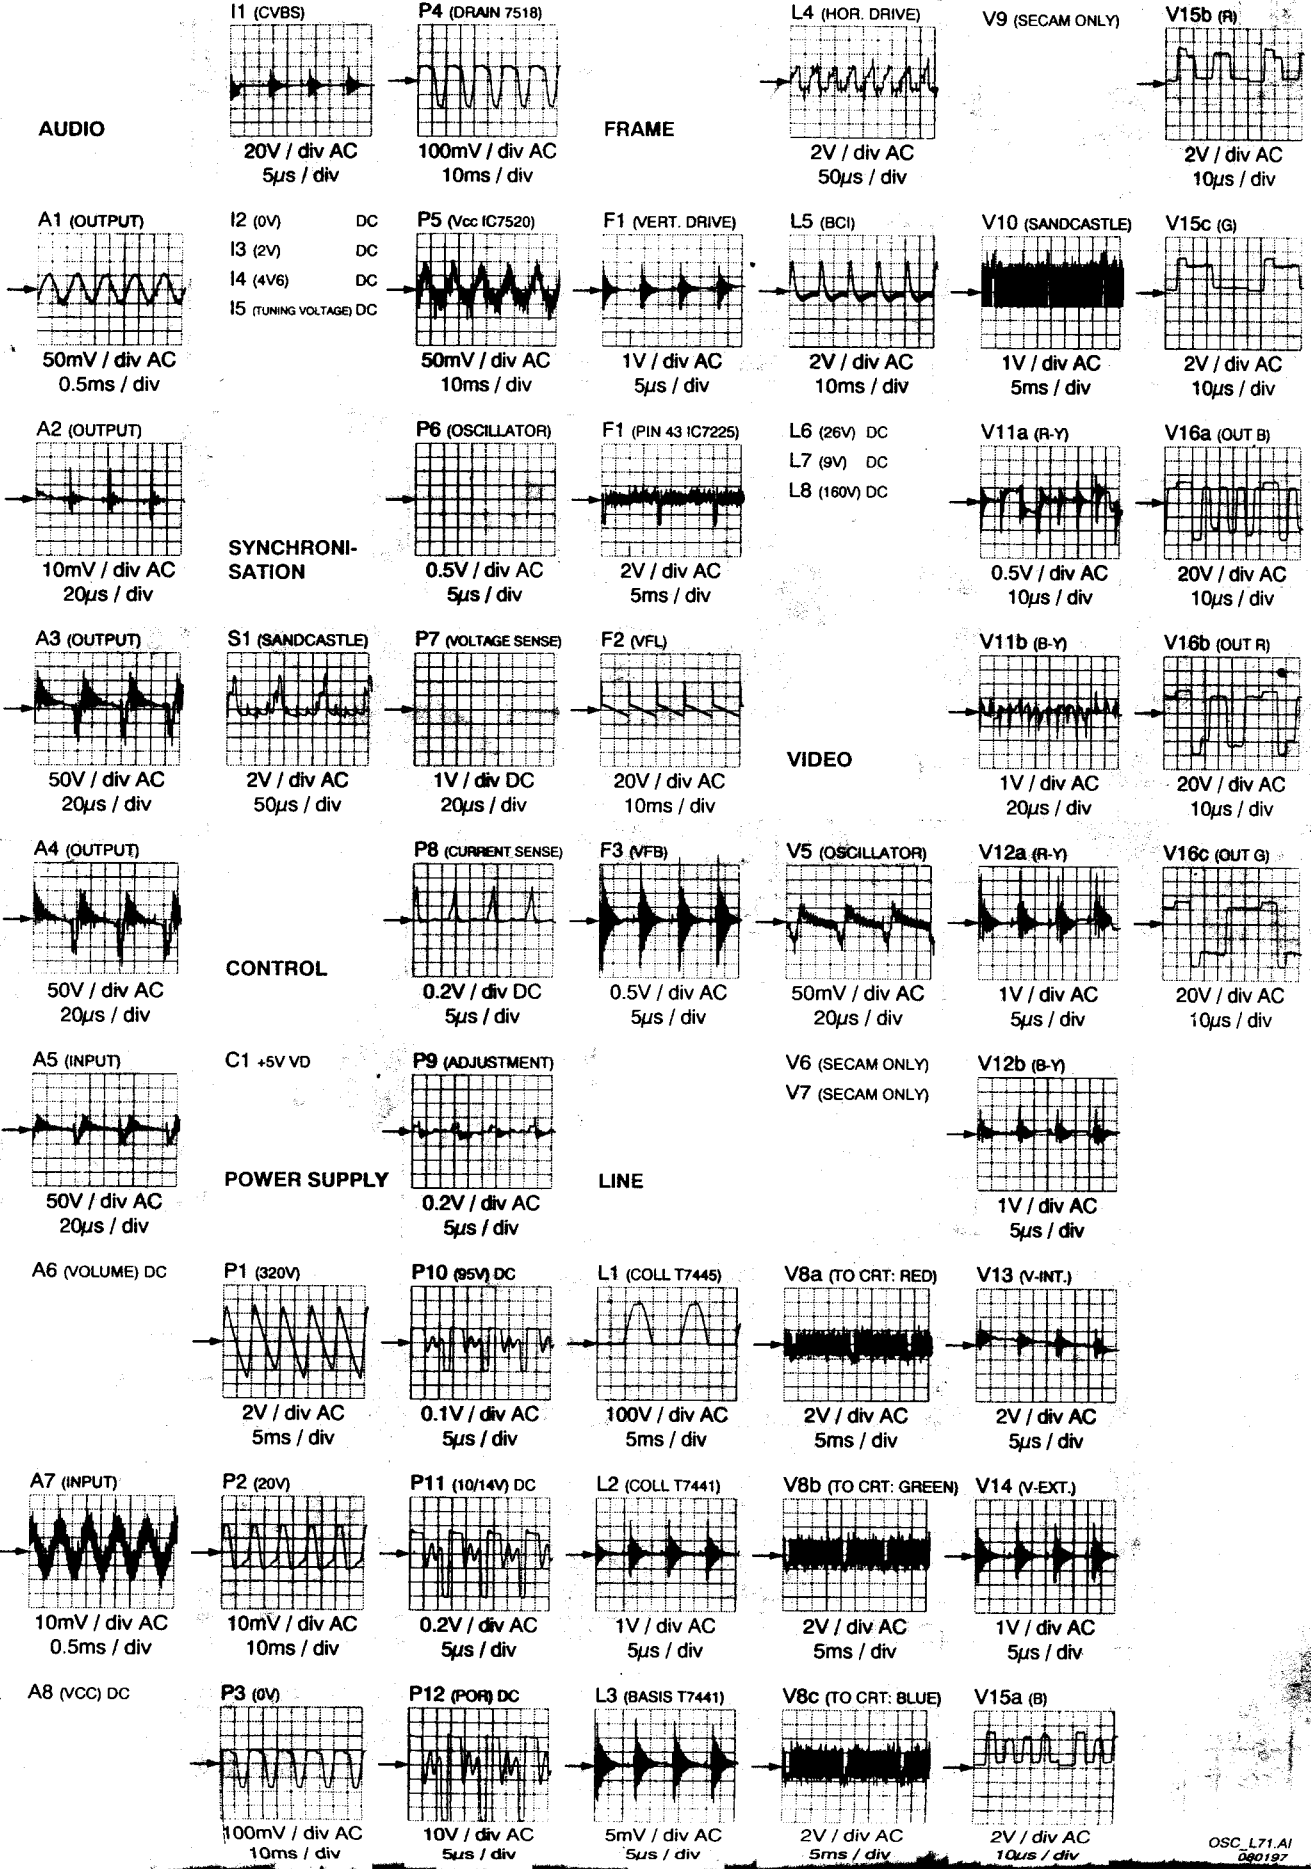 I1 (CVBS)
20V / div AC
5µs / div
P4 (DRAIN 7518)
100mV / div AC
10ms / div
L4 (HOR. DRIVE)
2V / div AC
50µs / div
V9 (SECAM ONLY)
V15b (R)
2V / div AC
10µs / div
AUDIO
FRAME
A1 (OUTPUT)
50mV / div AC
0.5ms / div
I2 (0V) DC
I3 (2V) DC
I4 (4V6) DC
I5 (TUNING VOLTAGE) DC
P5 (Vcc IC7520)
50mV / div AC
10ms / div
F1 (VERT. DRIVE)
1V / div AC
5µs / div
L5 (BCI)
2V / div AC
10ms / div
V10 (SANDCASTLE)
1V / div AC
5ms / div
V15c (G)
2V / div AC
10µs / div
A2 (OUTPUT)
10mV / div AC
20µs / div
SYNCHRONI-
SATION
P6 (OSCILLATOR)
0.5V / div AC
5µs / div
F1 (PIN 43 IC7225)
2V / div AC
5ms / div
L6 (26V) DC
L7 (9V) DC
L8 (160V) DC
V11a (R-Y)
0.5V / div AC
10µs / div
V16a (OUT B)
20V / div AC
10µs / div
A3 (OUTPUT)
50V / div AC
20µs / div
S1 (SANDCASTLE)
2V / div AC
50µs / div
P7 (VOLTAGE SENSE)
1V / div DC
20µs / div
F2 (VFL)
20V / div AC
10ms / div
VIDEO
V11b (B-Y)
1V / div AC
20µs / div
V16b (OUT R)
20V / div AC
10µs / div
A4 (OUTPUT)
50V / div AC
20µs / div
CONTROL
P8 (CURRENT SENSE)
0.2V / div DC
5µs / div
F3 (VFB)
0.5V / div AC
5µs / div
V5 (OSCILLATOR)
50mV / div AC
20µs / div
V12a (R-Y)
1V / div AC
5µs / div
V16c (OUT G)
20V / div AC
10µs / div
A5 (INPUT)
50V / div AC
20µs / div
C1 +5V VD
POWER SUPPLY
P9 (ADJUSTMENT)
0.2V / div AC
5µs / div
LINE
V6 (SECAM ONLY)
V7 (SECAM ONLY)
V12b (B-Y)
1V / div AC
5µs / div
A6 (VOLUME) DC
P1 (320V)
2V / div AC
5ms / div
P10 (95V) DC
0.1V / div AC
5µs / div
L1 (COLL T7445)
100V / div AC
5ms / div
V8a (TO CRT: RED)
2V / div AC
5ms / div
V13 (V-INT.)
2V / div AC
5µs / div
A7 (INPUT)
10mV / div AC
0.5ms / div
P2 (20V)
10mV / div AC
10ms / div
P11 (10/14V) DC
0.2V / div AC
5µs / div
L2 (COLL T7441)
1V / div AC
5µs / div
V8b (TO CRT: GREEN)
2V / div AC
5ms / div
V14 (V-EXT.)
1V / div AC
5µs / div
A8 (VCC) DC
P3 (0V)
100mV / div AC
10ms / div
P12 (POR) DC
10V / div AC
5µs / div
L3 (BASIS T7441)
5mV / div AC
5µs / div
V8c (TO CRT: BLUE)
2V / div AC
5ms / div
V15a (B)
2V / div AC
10µs / div
OSC_L71.AI
080197